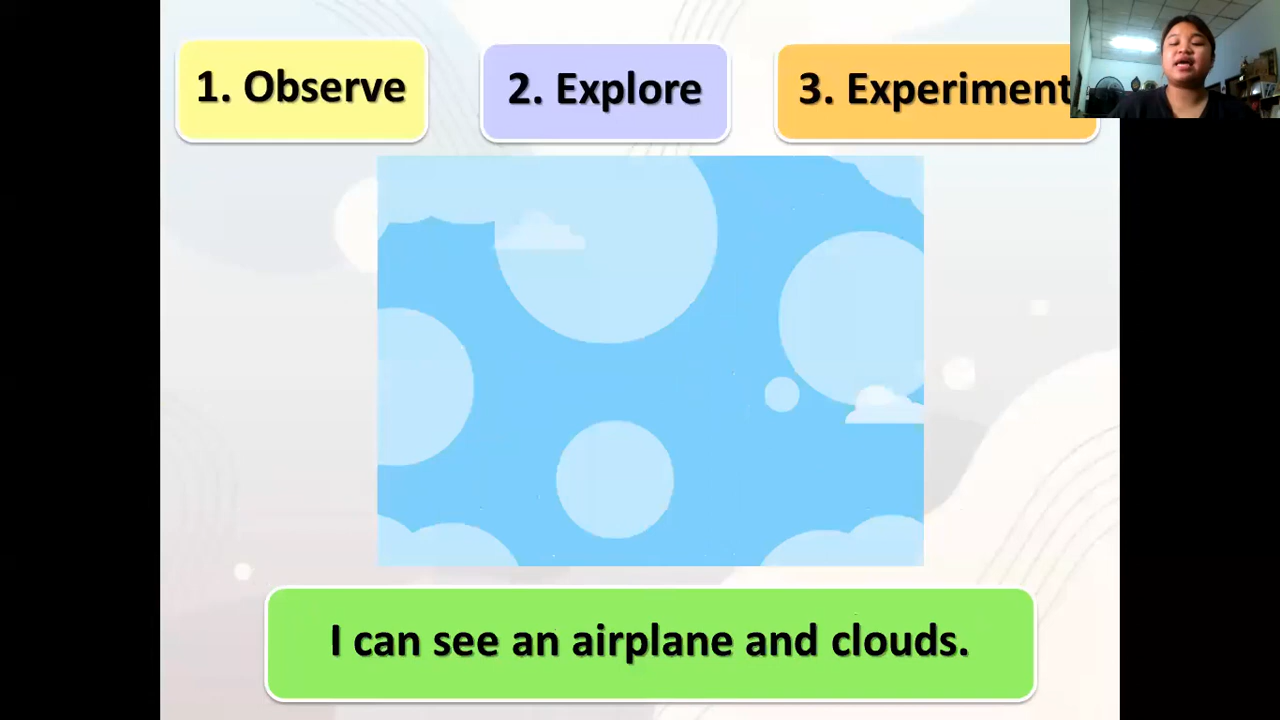 1. Observe
2. Explore
3. Experiment
I can see an airplane and clouds.